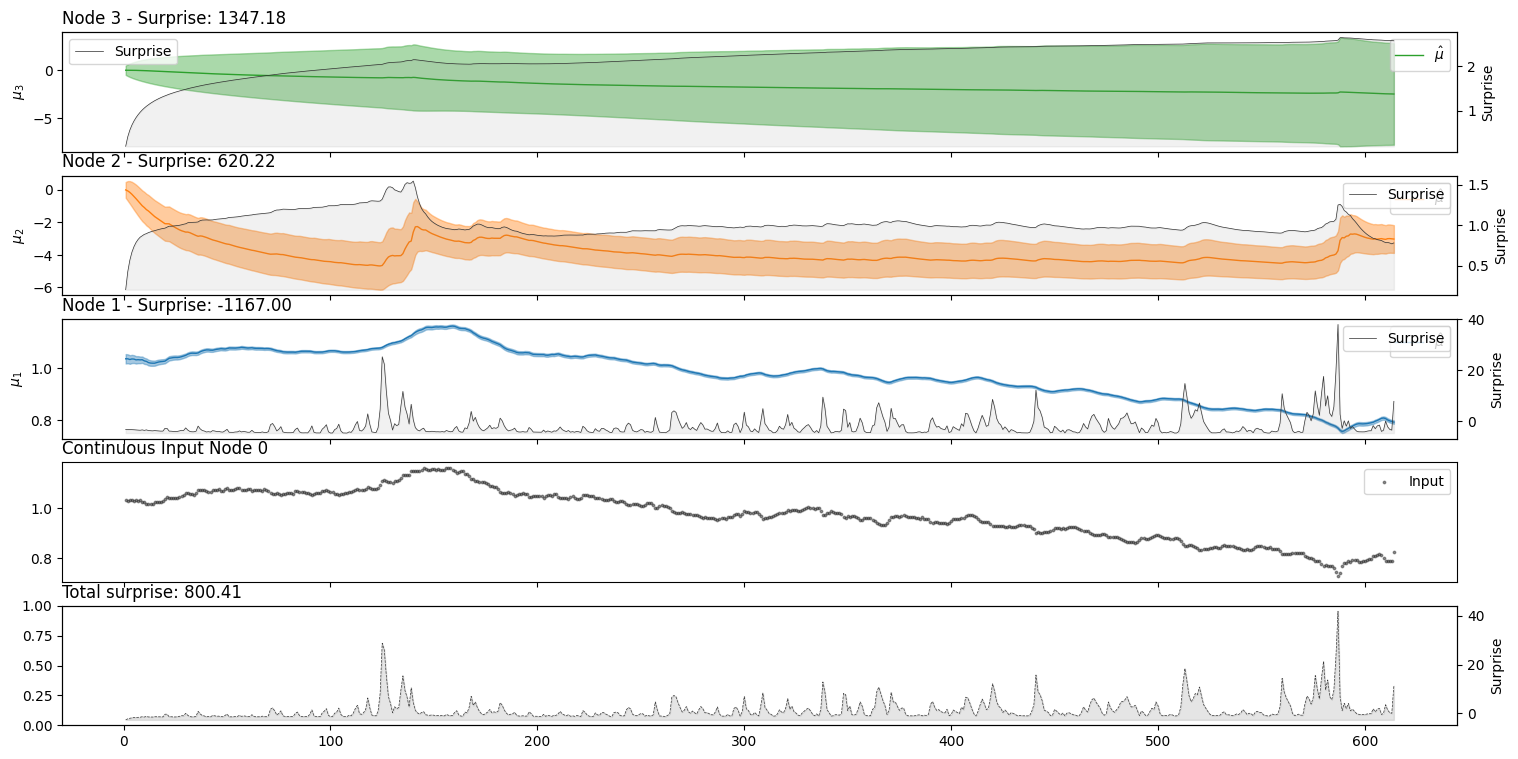 Node 3 - Surprise: 1347.18
Surprise
μ̂
0
−5
μ3
2
1
Surprise
Node 2 - Surprise: 620.22
Surprise
0
−2
−4
−6
μ2
1.5
1.0
0.5
Surprise
Node 1 - Surprise: -1167.00
Surprise
1.0
0.8
μ1
40
20
0
Surprise
Continuous Input Node 0
Input
1.0
0.8
Total surprise: 800.41
1.00
0.75
0.50
0.25
0.00
40
20
0
Surprise
0 100 200 300 400 500 600